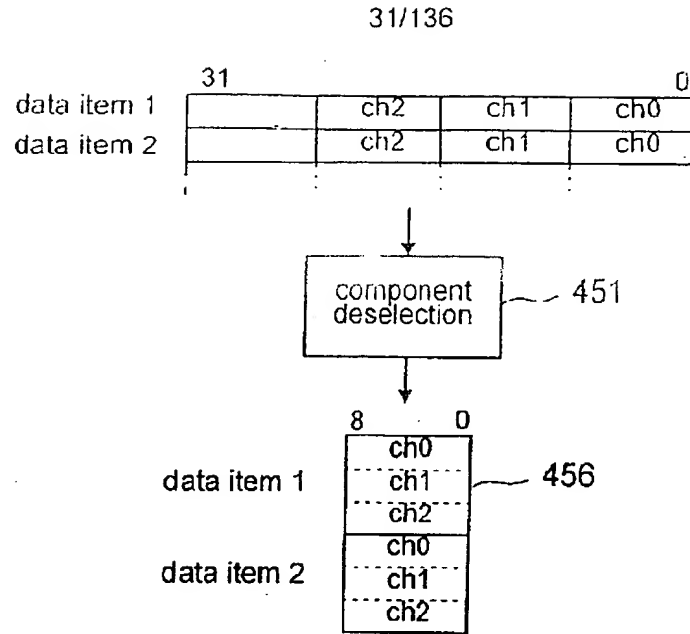 31/136
31 0
data item 1 ch2 ch1 ch0
data item 2 ch2 ch1 ch0
component
deselection
451
8 0
ch0
data item 1 ch1 456
ch2
ch0
data item 2 ch1
ch2